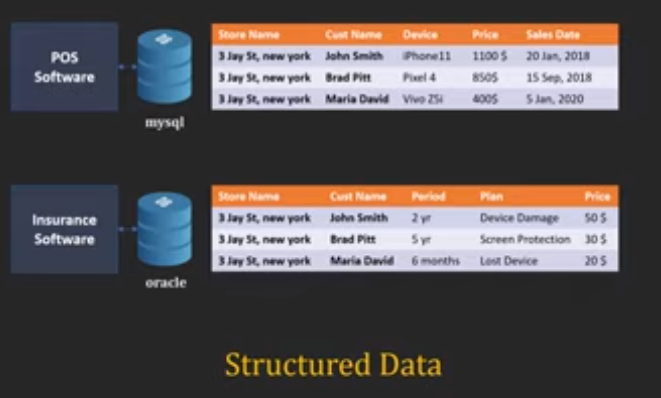 POS
Software
mysql
Store Name Cust Name Device Price Sales Date
3 Jay St, new york John Smith iPhone11 1100 $ 20 Jan, 2018
3 Jay St, new york Brad Pitt Pixel 4 850$ 15 Sep, 2018
3 Jay St, new york Maria David Vivo Z5i 400$ 5 Jan, 2020
Insurance
Software
oracle
Store Name Cust Name Period Plan Price
3 Jay St, new york John Smith 2 yr Device Damage 50 $
3 Jay St, new york Brad Pitt 5 yr Screen Protection 30 $
3 Jay St, new york Maria David 6 months Lost Device 20 $
Structured Data